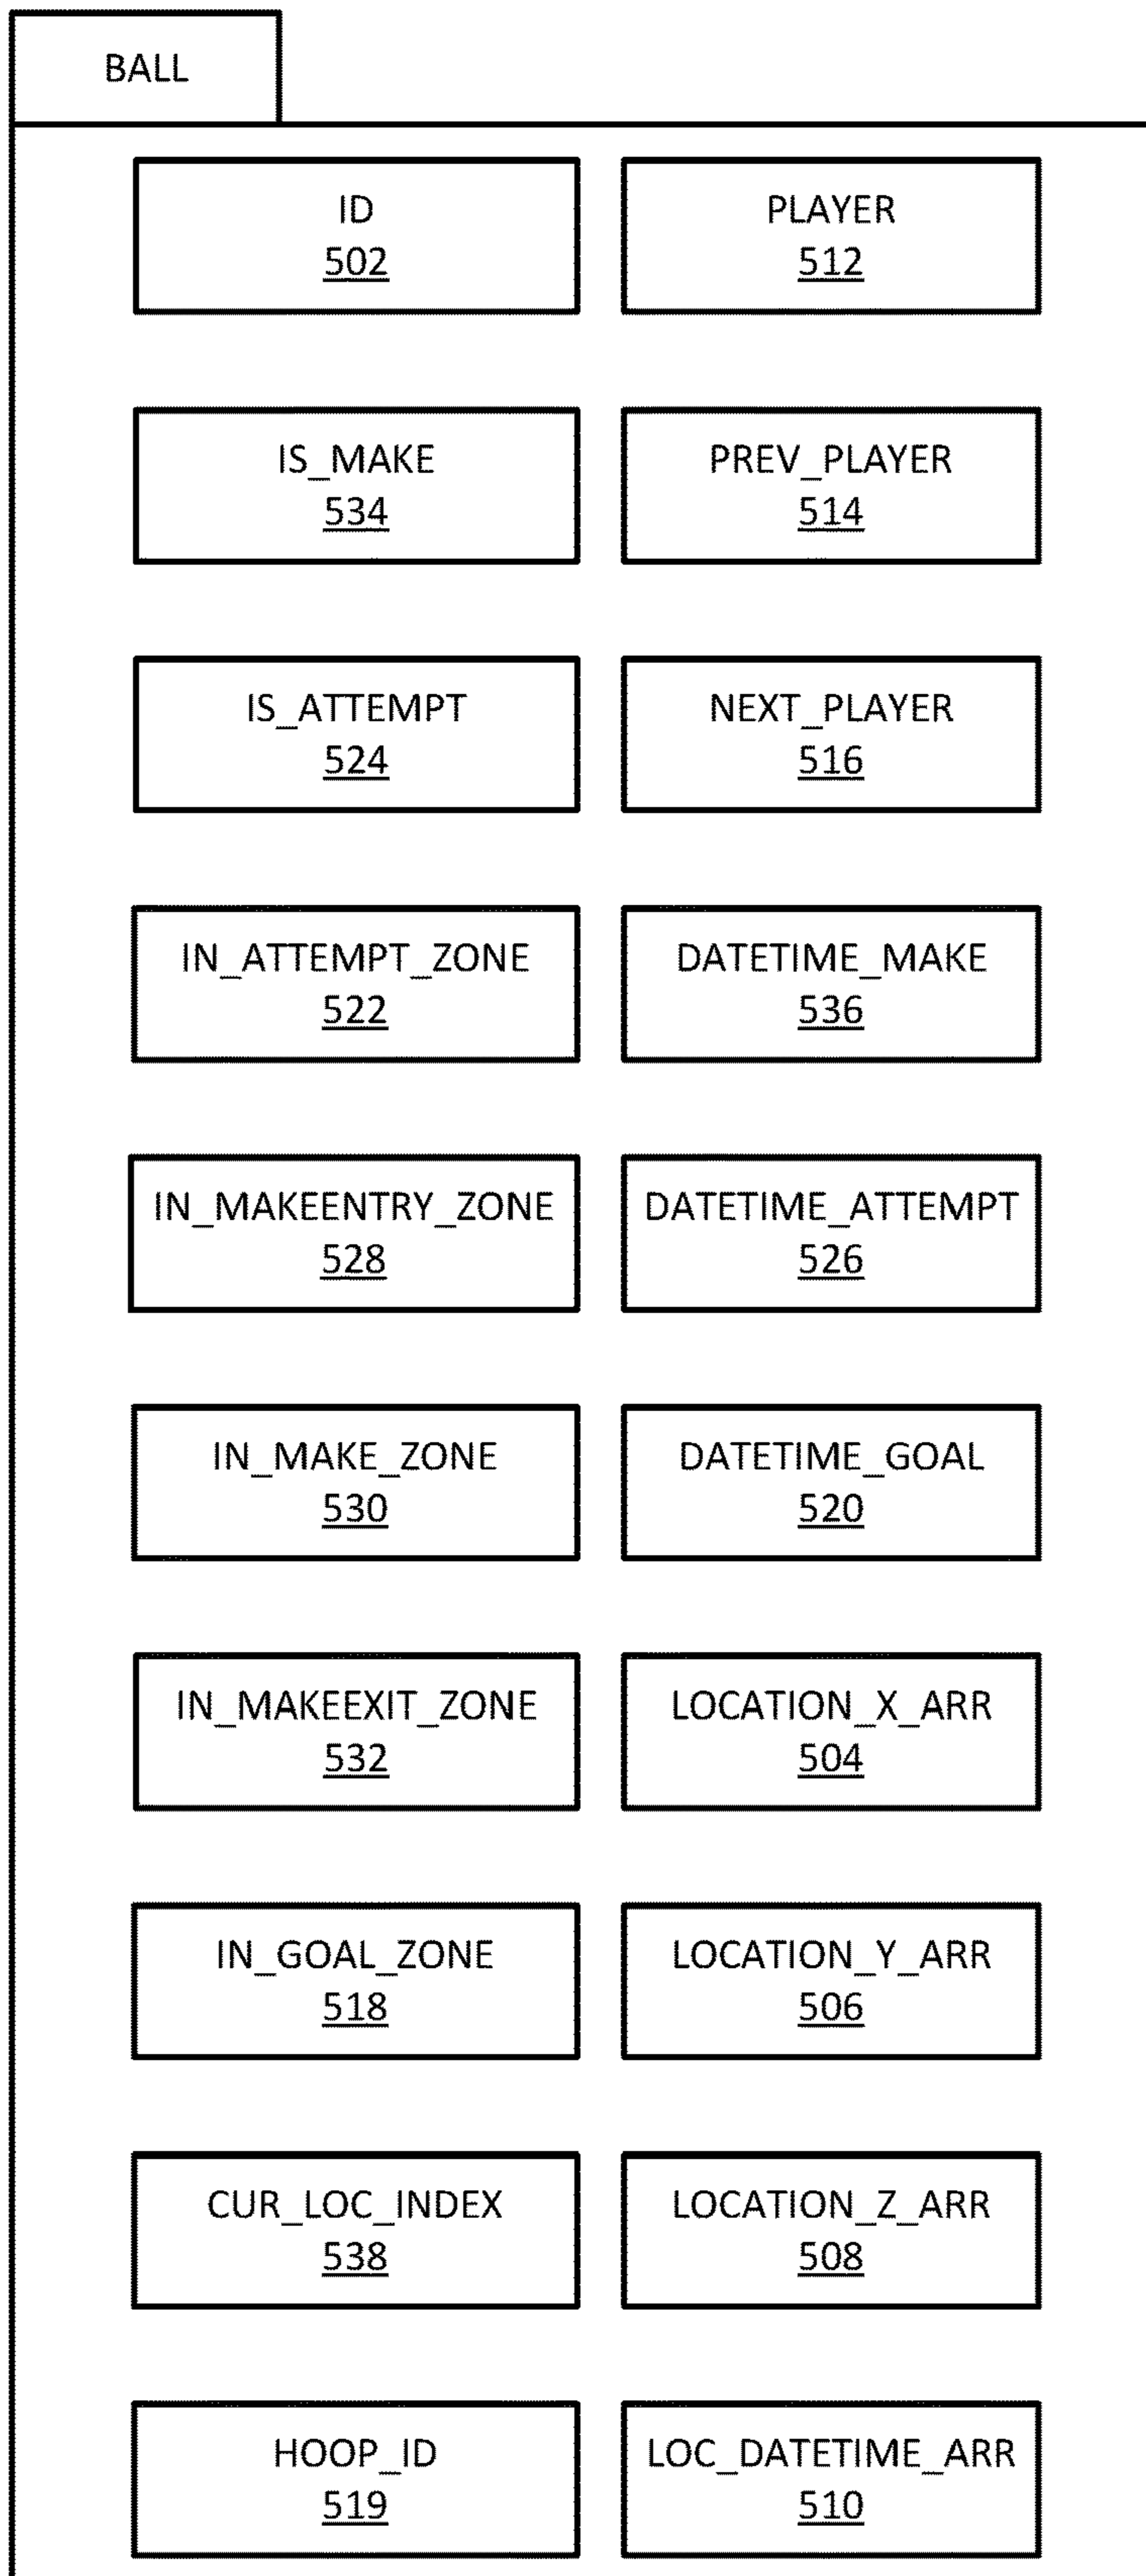 BALL
ID
502
PLAYER
512
IS_MAKE
534
PREV_PLAYER
514
IS_ATTEMPT
524
NEXT_PLAYER
516
IN_ATTEMPT_ZONE
522
DATETIME_MAKE
536
IN_MAKEENTRY_ZONE
528
DATETIME_ATTEMPT
526
IN_MAKE_ZONE
530
DATETIME_GOAL
520
IN_MAKEEXIT_ZONE
532
LOCATION_X_ARR
504
IN_GOAL_ZONE
518
LOCATION_Y_ARR
506
CUR_LOC_INDEX
538
LOCATION_Z_ARR
508
HOOP_ID
519
LOC_DATETIME_ARR
510